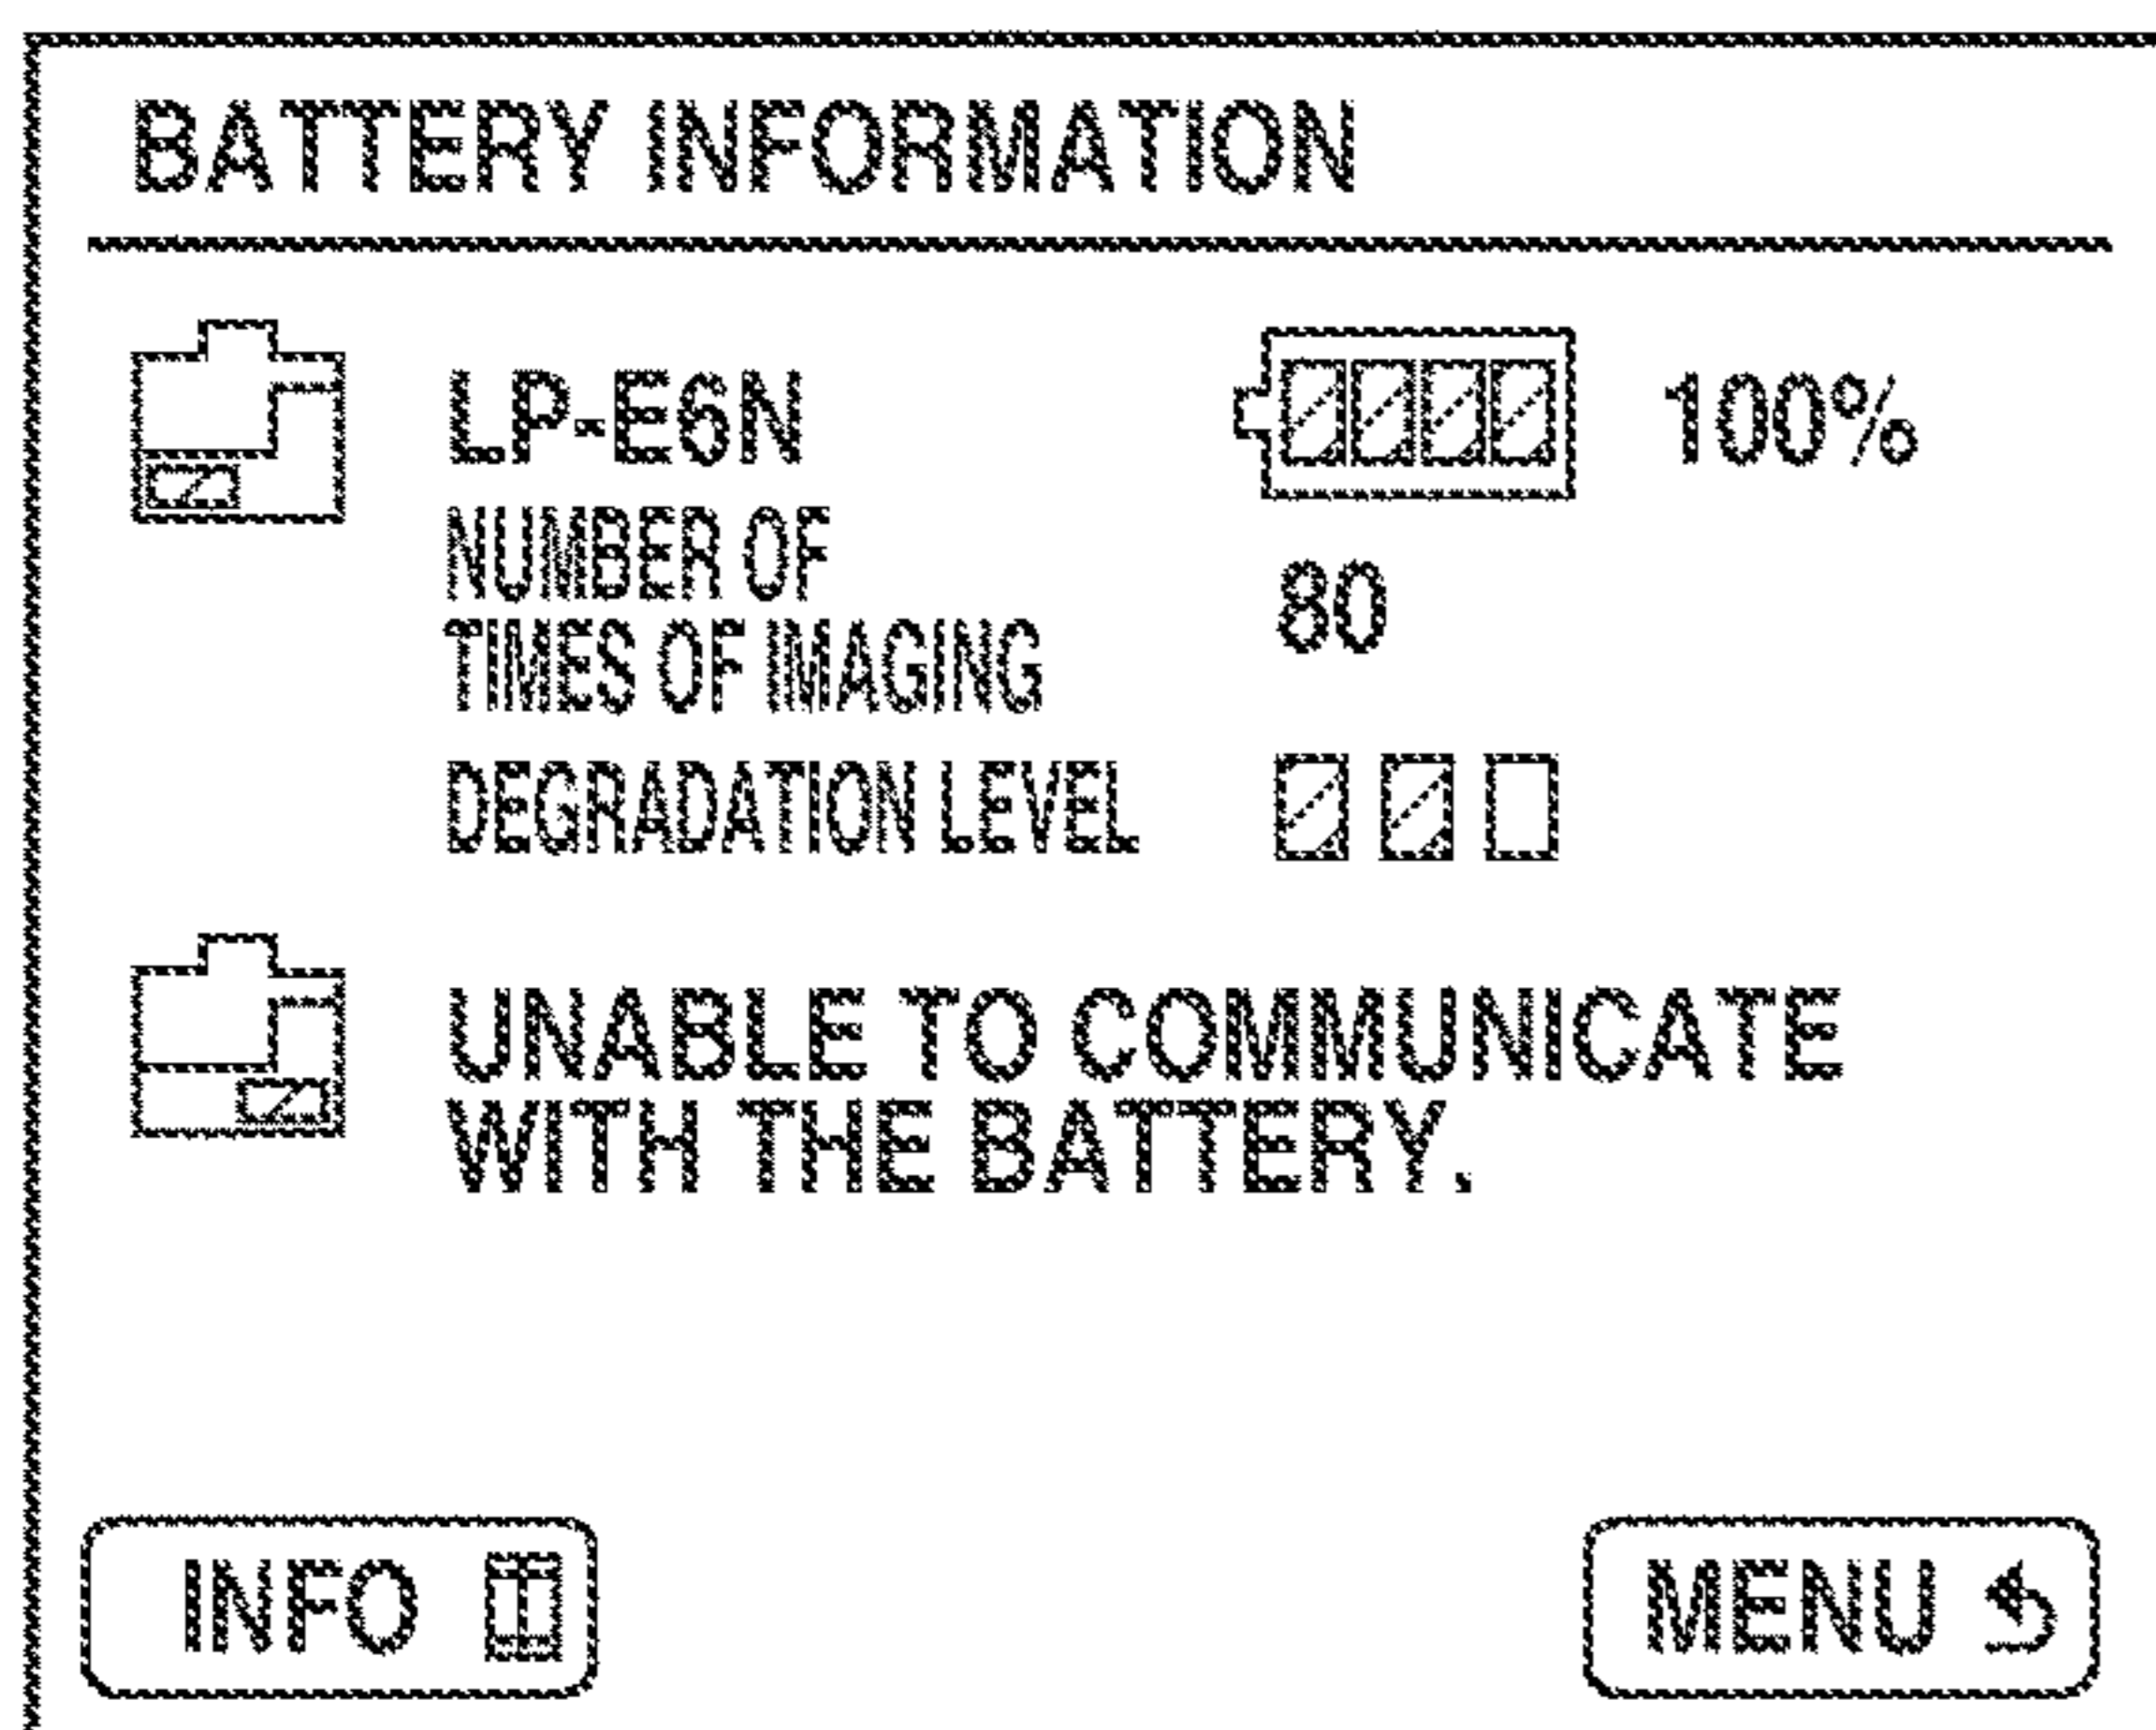 BATTERY INFORMATION
LP-E6N 100%
NUMBER OF
TIMES OF IMAGING 80
DEGRADATION LEVEL
UNABLE TO COMMUNICATE
WITH THE BATTERY.
INFO MENU